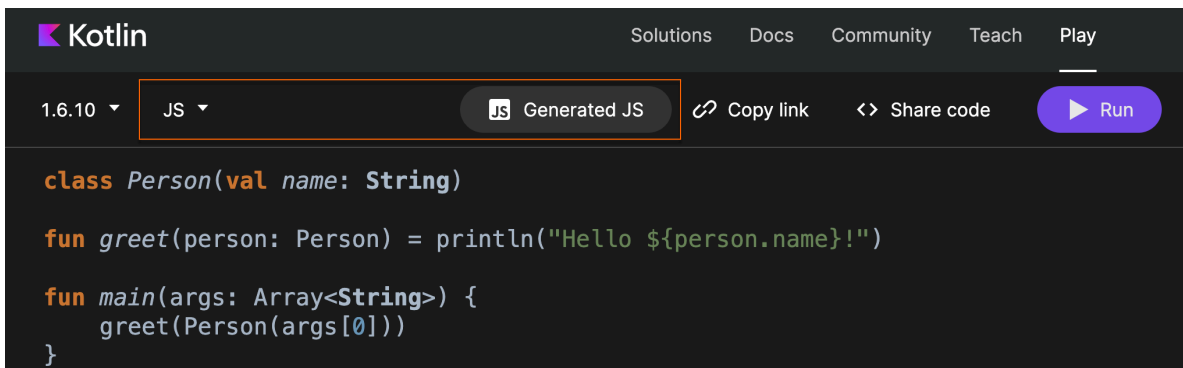 Kotlin Solutions Docs Community Teach Play
1.6.10 JS JS Generated JS Copy link <> Share code Run
class Person(val name: String)
fun greet(person: Person) = println("Hello ${person.name}!")
fun main(args: Array<String>) {
    greet(Person(args[0]))
}